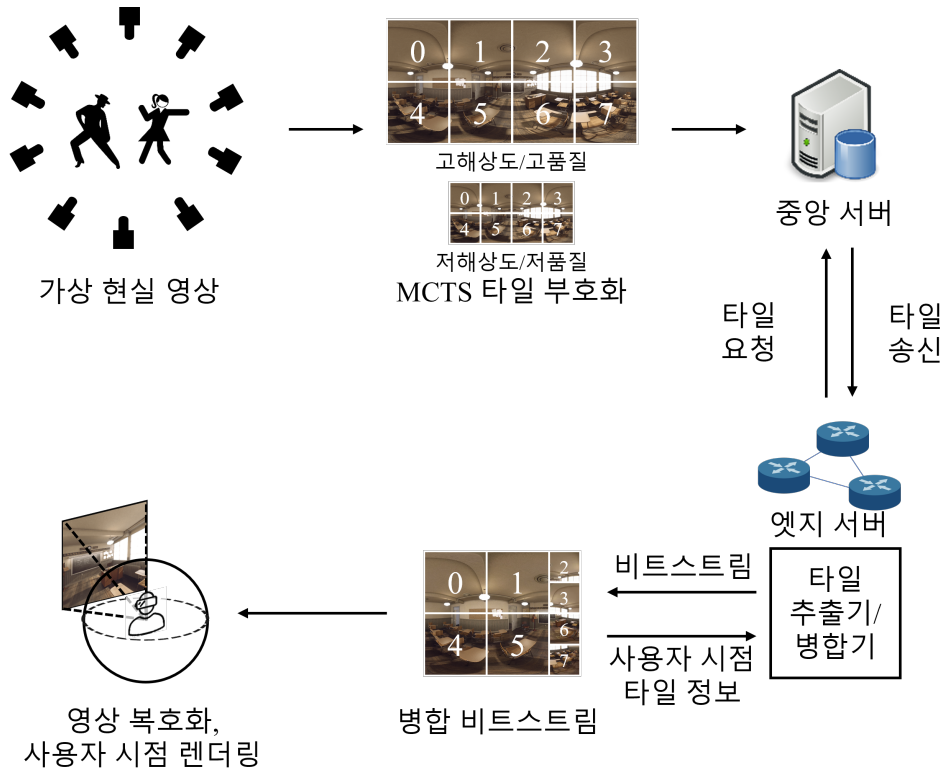 0 1 2 3
4 5 6 7
고해상도/고품질
0 1 2 3
4 5 6 7
저해상도/저품질
가상 현실 영상
MCTS 타일 부호화
중앙 서버
타일
요청
타일
송신
엣지 서버
타일
추출기/
병합기
비트스트림
사용자 시점
타일 정보
0 1 2
3
4 5 6
7
병합 비트스트림
영상 복호화,
사용자 시점 렌더링